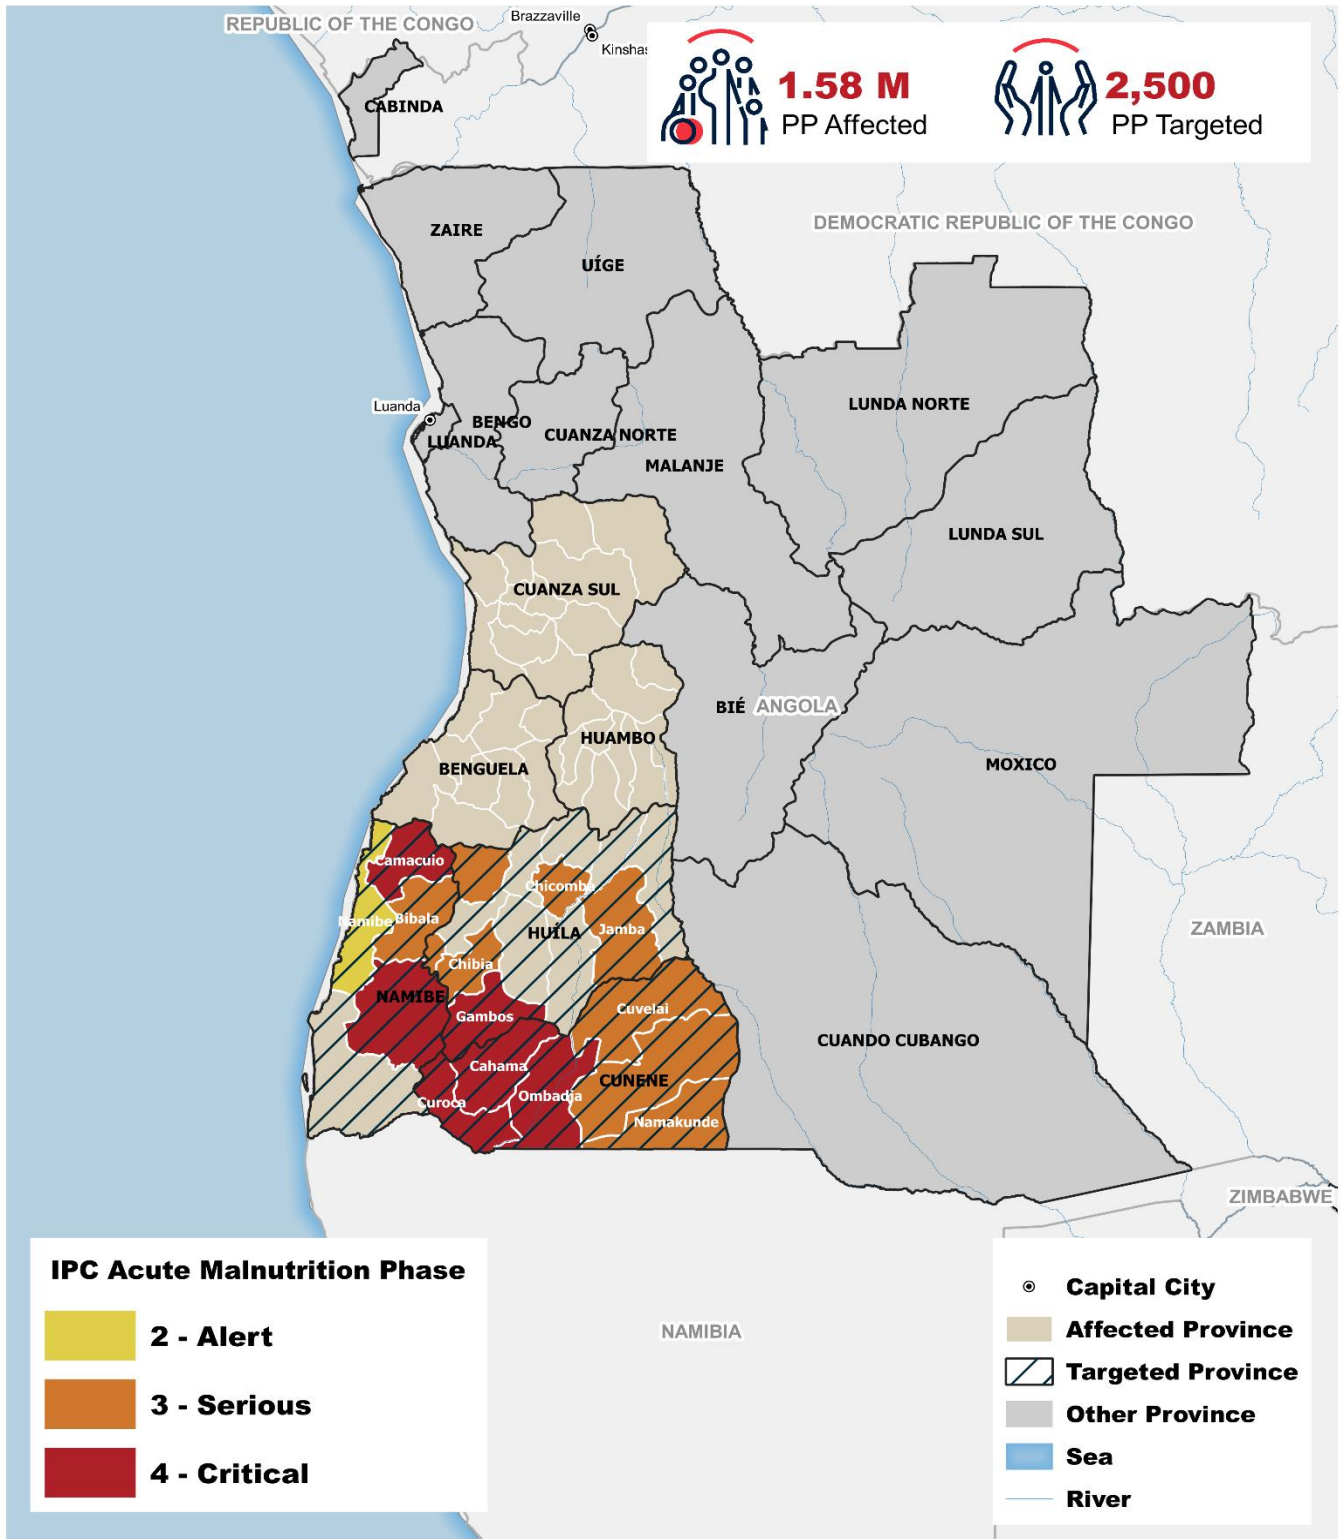 REPUBLIC OF THE CONGO
Brazzaville
Kinshas
1.58 M
PP Affected
2,500
PP Targeted
CABINDA
DEMOCRATIC REPUBLIC OF THE CONGO
ZAIRE
UÍGE
LUNDA NORTE
Luanda
BENGO
LUANDA
CUANZA NORTE
MALANJE
LUNDA SUL
CUANZA SUL
BIÉ
ANGOLA
HUAMBO
MOXICO
BENGUELA
Camacuio
Chicomba
Namibe
Bibala
HUÍLA
Jamba
ZAMBIA
Chibia
NAMIBE
Gambos
Cuvelai
CUANDO CUBANGO
Cahama
CUNENE
Curoca
Ombadja
Namakunde
ZIMBABWE
NAMIBIA
IPC Acute Malnutrition Phase
2 - Alert
3 - Serious
4 - Critical
Capital City
Affected Province
Targeted Province
Other Province
Sea
River